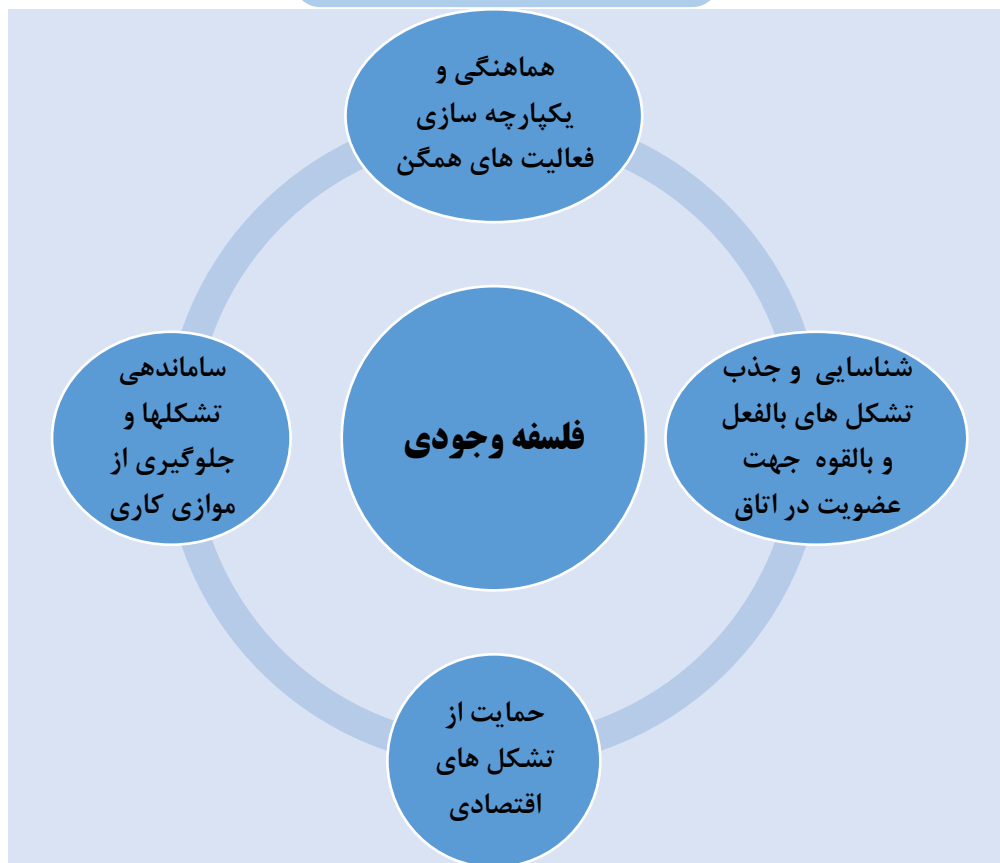 هماهنگی و
یکپارچه سازی
فعالیت های همگن
شناسایی و جذب
تشکل های بالفعل
و بالقوه جهت
عضویت در اتاق
ساماندهی
تشکلها و
جلوگیری از
موازی کاری
فلسفه وجودی
حمایت از
تشکل های
اقتصادی